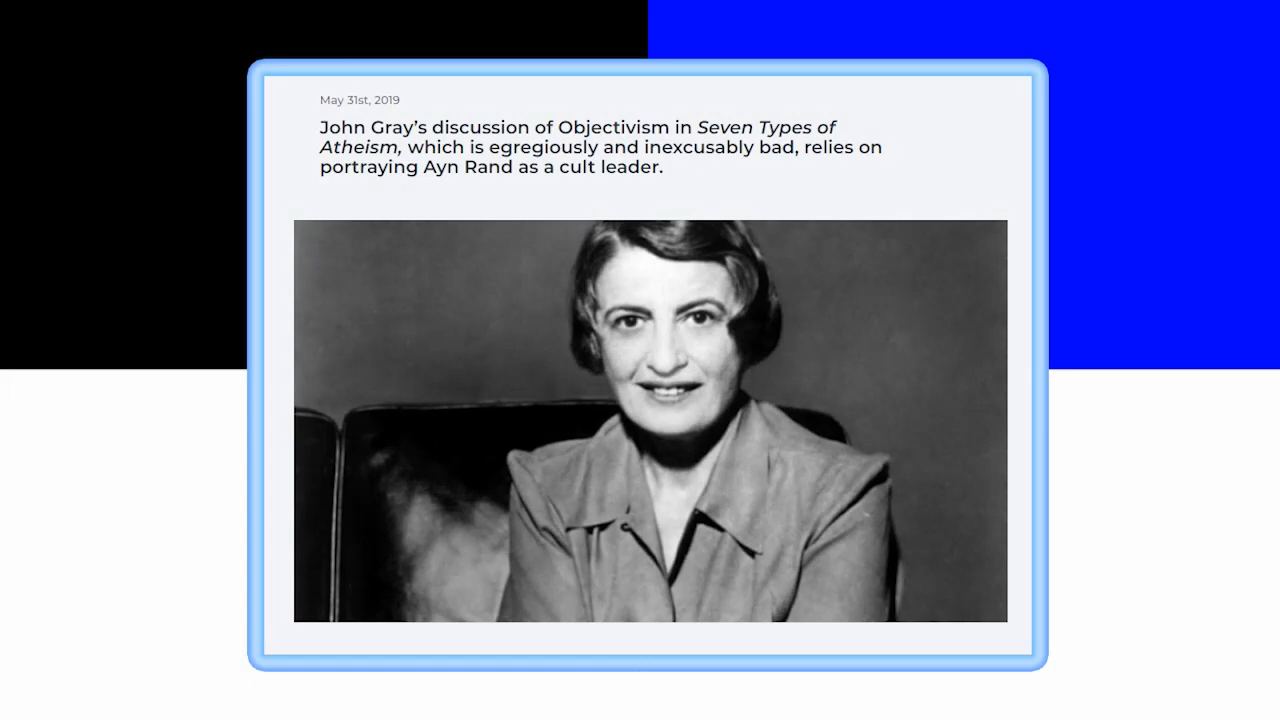 May 31st, 2019
John Gray’s discussion of Objectivism in Seven Types of
Atheism, which is egregiously and inexcusably bad, relies on
portraying Ayn Rand as a cult leader.